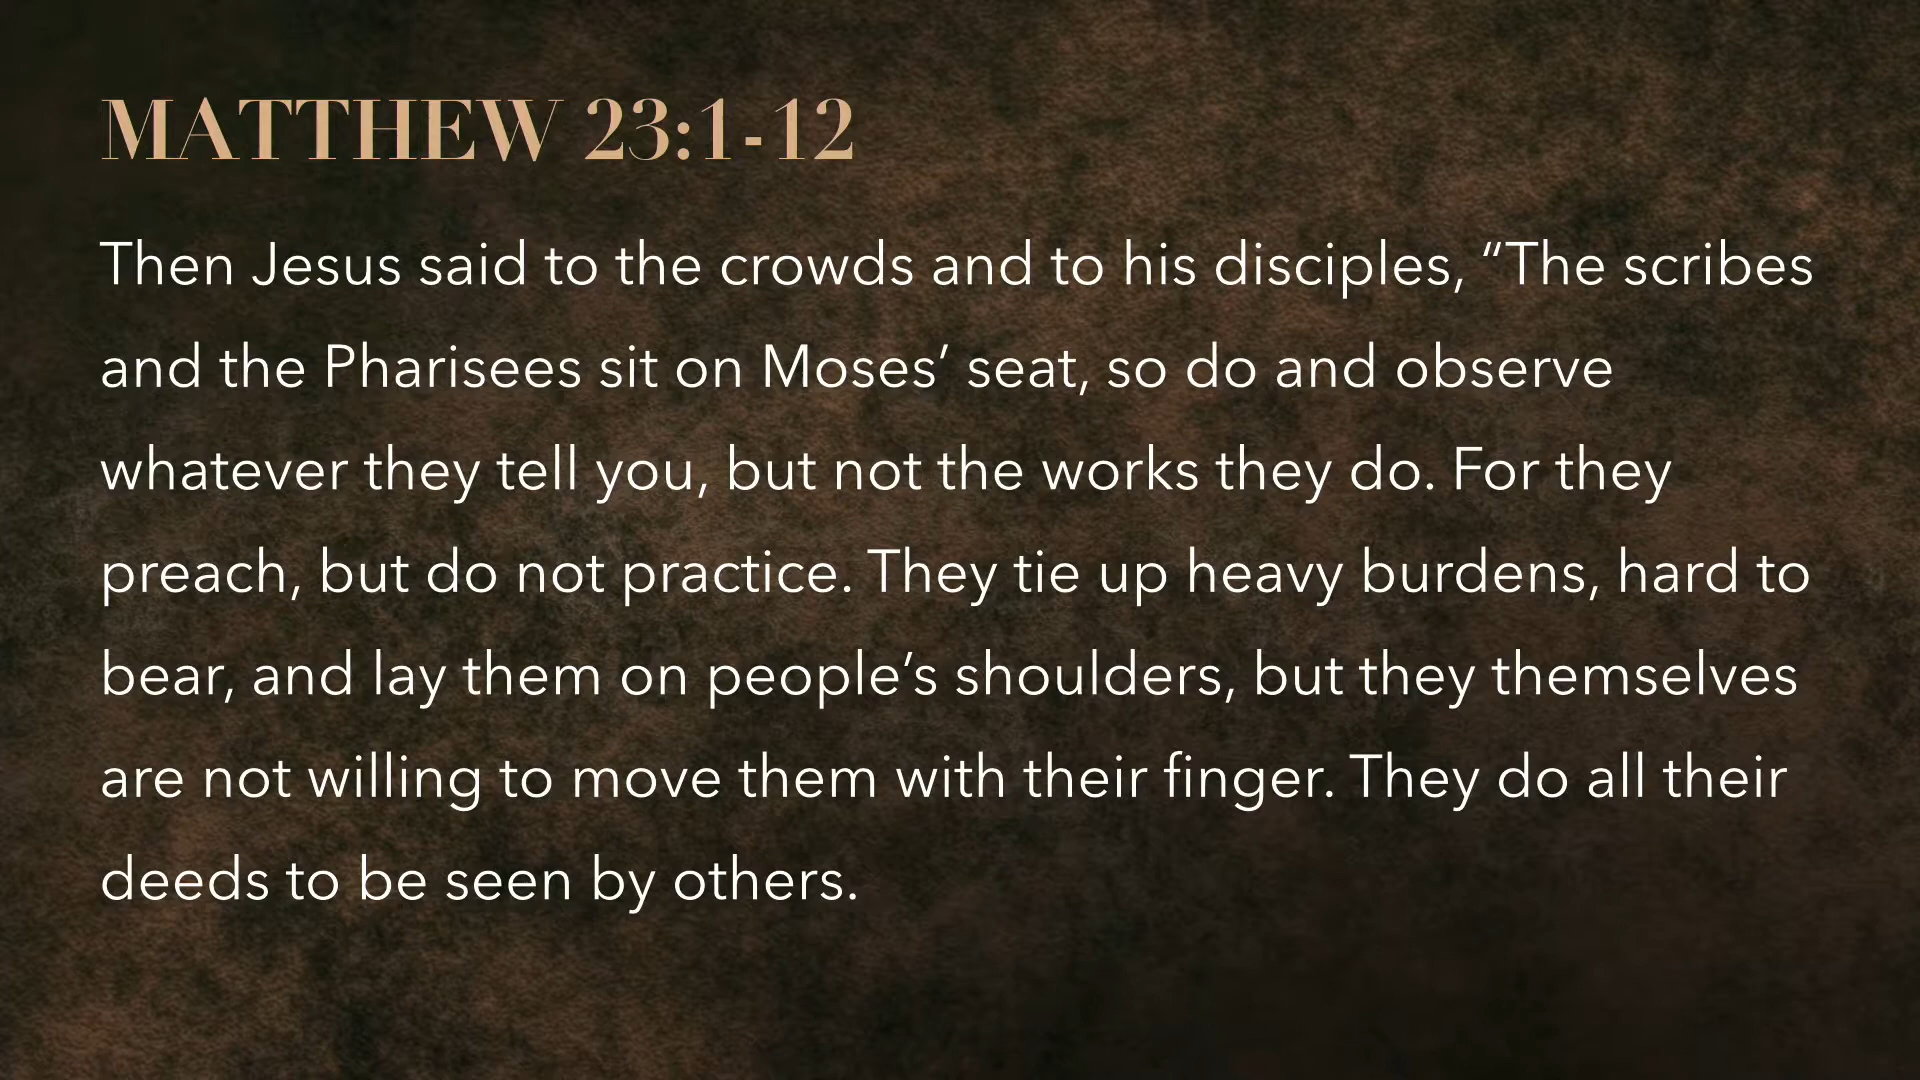 MATTHEW 23:1-12
Then Jesus said to the crowds and to his disciples, “The scribes
and the Pharisees sit on Moses’ seat, so do and observe
whatever they tell you, but not the works they do. For they
preach, but do not practice. They tie up heavy burdens, hard to
bear, and lay them on people’s shoulders, but they themselves
are not willing to move them with their finger. They do all their
deeds to be seen by others.